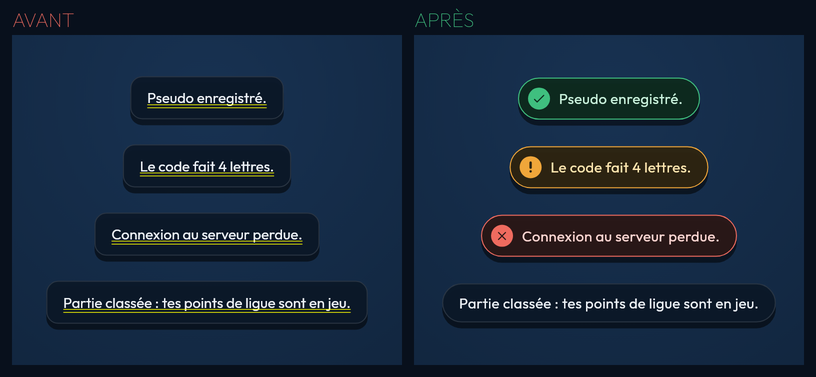 AVANT
Pseudo enregistré.
Le code fait 4 lettres.
Connexion au serveur perdue.
Partie classée : tes points de ligue sont en jeu.
APRÈS
Pseudo enregistré.
Le code fait 4 lettres.
Connexion au serveur perdue.
Partie classée : tes points de ligue sont en jeu.